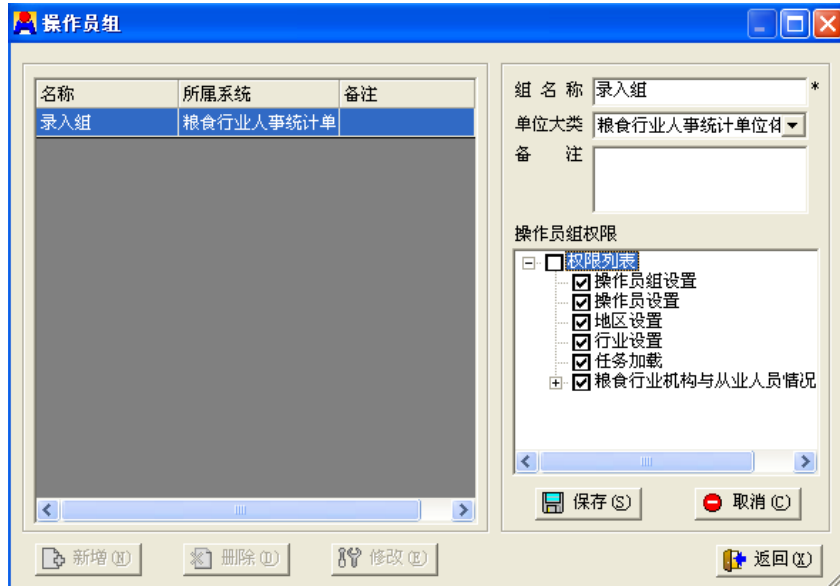 操作员组
名称 所属系统 备注
录入组 粮食行业人事统计单
组 名 称 录入组 *
单位大类 粮食行业人事统计单位体
备 注
操作员组权限
权限列表
操作员组设置
操作员设置
地区设置
行业设置
任务加载
粮食行业机构与从业人员情况
保存(S) 取消(C)
新增(N) 删除(D) 修改(E) 返回(X)